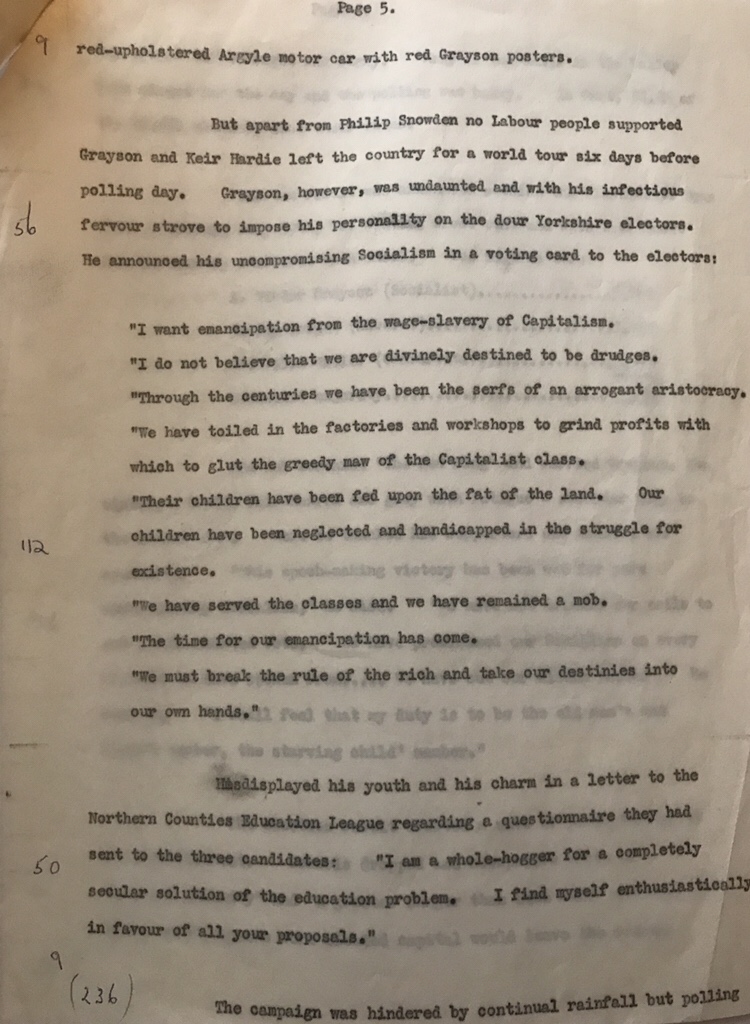 Page 5.
9
red-upholstered Argyle motor car with red Grayson posters.
But apart from Philip Snowden no Labour people supported
Grayson and Keir Hardie left the country for a world tour six days before
polling day. Grayson, however, was undaunted and with his infectious
56
fervour strove to impose his personality on the dour Yorkshire electors.
He announced his uncompromising Socialism in a voting card to the electors:
"I want emancipation from the wage-slavery of Capitalism.
"I do not believe that we are divinely destined to be drudges.
"Through the centuries we have been the serfs of an arrogant aristocracy.
"We have toiled in the factories and workshops to grind profits with
which to glut the greedy maw of the Capitalist class.
"Their children have been fed upon the fat of the land. Our
children have been neglected and handicapped in the struggle for
112
existence.
"We have served the classes and we have remained a mob.
"The time for our emancipation has come.
"We must break the rule of the rich and take our destinies into
our own hands."
displayed his youth and his charm in a letter to the
Northern Counties Education League regarding a questionnaire they had
sent to the three candidates: "I am a whole-hogger for a completely
50
secular solution of the education problem. I find myself enthusiastically
in favour of all your proposals."
9
(236)
The campaign was hindered by continual rainfall but polling